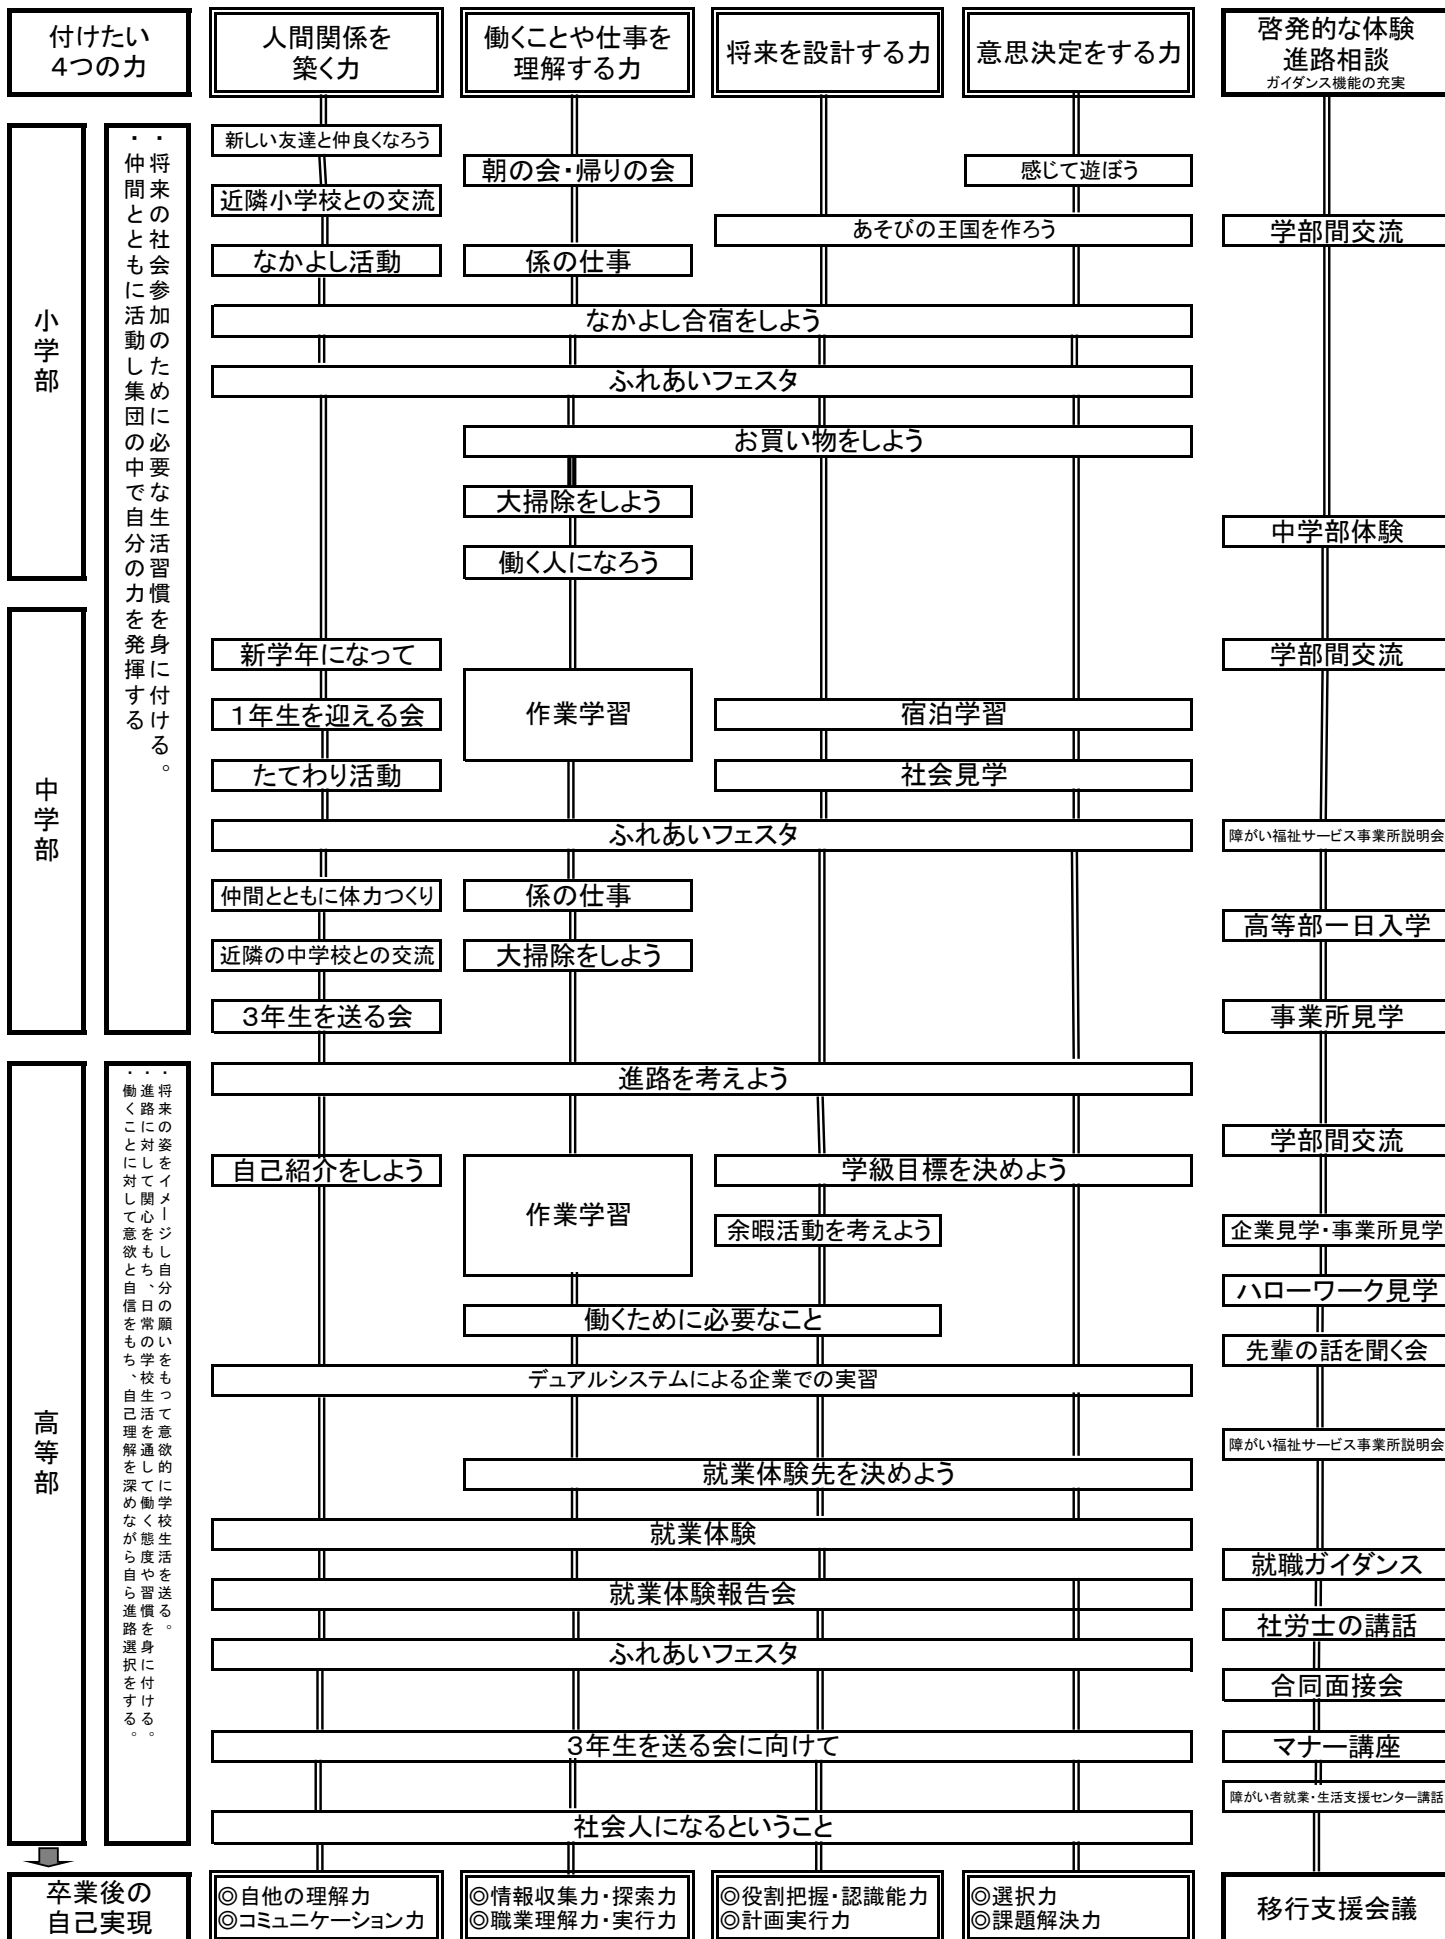 付けたい
４つの力
人間関係を
築く力
働くことや仕事を
理解する力
将来を設計する力
意思決定をする力
啓発的な体験
進路相談
ガイダンス機能の充実
小学部
・将来の社会参加のために必要な生活習慣を身に付ける。
・仲間とともに活動し集団の中で自分の力を発揮する
新しい友達と仲良くなろう
朝の会・帰りの会
感じて遊ぼう
近隣小学校との交流
あそびの王国を作ろう
学部間交流
なかよし活動
係の仕事
なかよし合宿をしよう
ふれあいフェスタ
お買い物をしよう
大掃除をしよう
中学部体験
働く人になろう
中学部
新学年になって
学部間交流
１年生を迎える会
作業学習
宿泊学習
たてわり活動
社会見学
ふれあいフェスタ
障がい福祉サービス事業所説明会
仲間とともに体力つくり
係の仕事
高等部一日入学
近隣の中学校との交流
大掃除をしよう
３年生を送る会
事業所見学
高等部
・将来の姿をイメージし自分の願いをもって意欲的に学校生活を送る。
・進路に対して関心をもち、日常の学校生活を通して働く態度や習慣を身に付ける。
・働くことに対して意欲と自信をもち、自己理解を深めながら自ら進路選択をする。
進路を考えよう
学部間交流
自己紹介をしよう
作業学習
学級目標を決めよう
余暇活動を考えよう
企業見学・事業所見学
ハローワーク見学
働くために必要なこと
先輩の話を聞く会
デュアルシステムによる企業での実習
障がい福祉サービス事業所説明会
就業体験先を決めよう
就業体験
就職ガイダンス
就業体験報告会
社労士の講話
ふれあいフェスタ
合同面接会
３年生を送る会に向けて
マナー講座
障がい者就業・生活支援センター講話
社会人になるということ
卒業後の
自己実現
◎自他の理解力
◎コミュニケーション力
◎情報収集力・探索力
◎職業理解力・実行力
◎役割把握・認識能力
◎計画実行力
◎選択力
◎課題解決力
移行支援会議